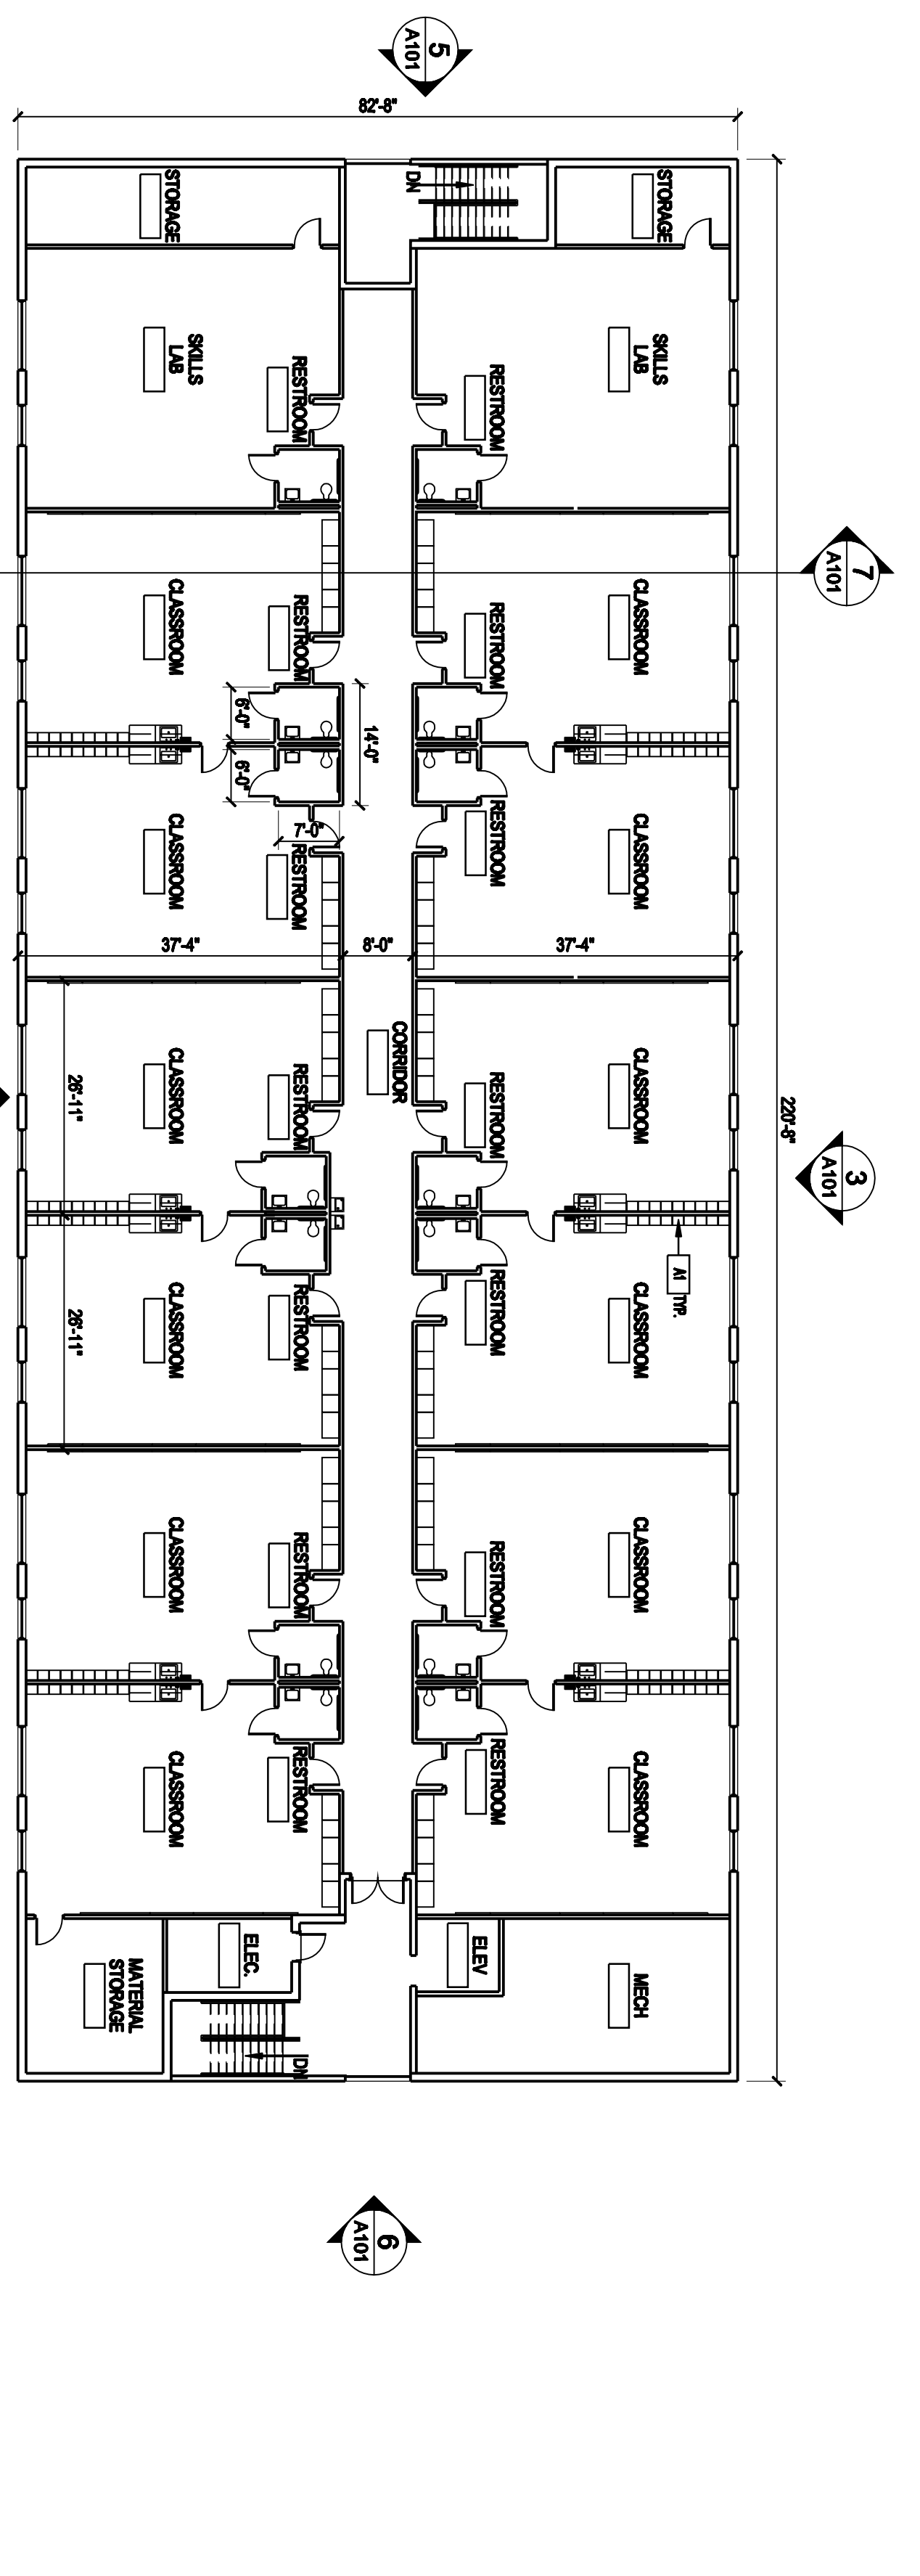 7
A101
3
A101
220'-8"
A1 TYP.
STORAGE
SKILLS
LAB
CLASSROOM
CLASSROOM
CLASSROOM
CLASSROOM
CLASSROOM
CLASSROOM
MECH
37'-4"
RESTROOM
RESTROOM
RESTROOM
RESTROOM
RESTROOM
RESTROOM
RESTROOM
ELEV
5
A101
82'-8"
DN
14'-0"
8'-0"
CORRIDOR
6
A101
RESTROOM
RESTROOM
7'-0"
RESTROOM
RESTROOM
RESTROOM
RESTROOM
RESTROOM
DN
6'-0"
6'-0"
ELEC.
STORAGE
SKILLS
LAB
CLASSROOM
CLASSROOM
37'-4"
CLASSROOM
CLASSROOM
CLASSROOM
CLASSROOM
MATERIAL
STORAGE
26'-11"
26'-11"